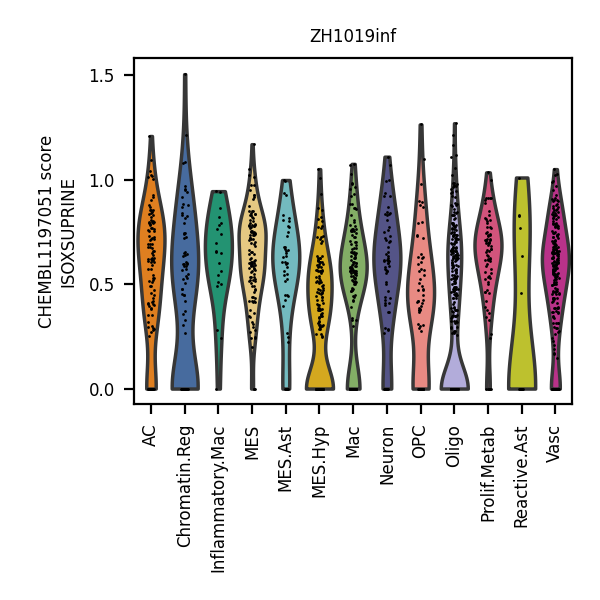 ZH1019inf
CHEMBL1197051 score
ISOXSUPRINE
1.5
1.0
0.5
0.0
AC
Chromatin.Reg
Inflammatory.Mac
MES
MES.Ast
MES.Hyp
Mac
Neuron
OPC
Oligo
Prolif.Metab
Reactive.Ast
Vasc